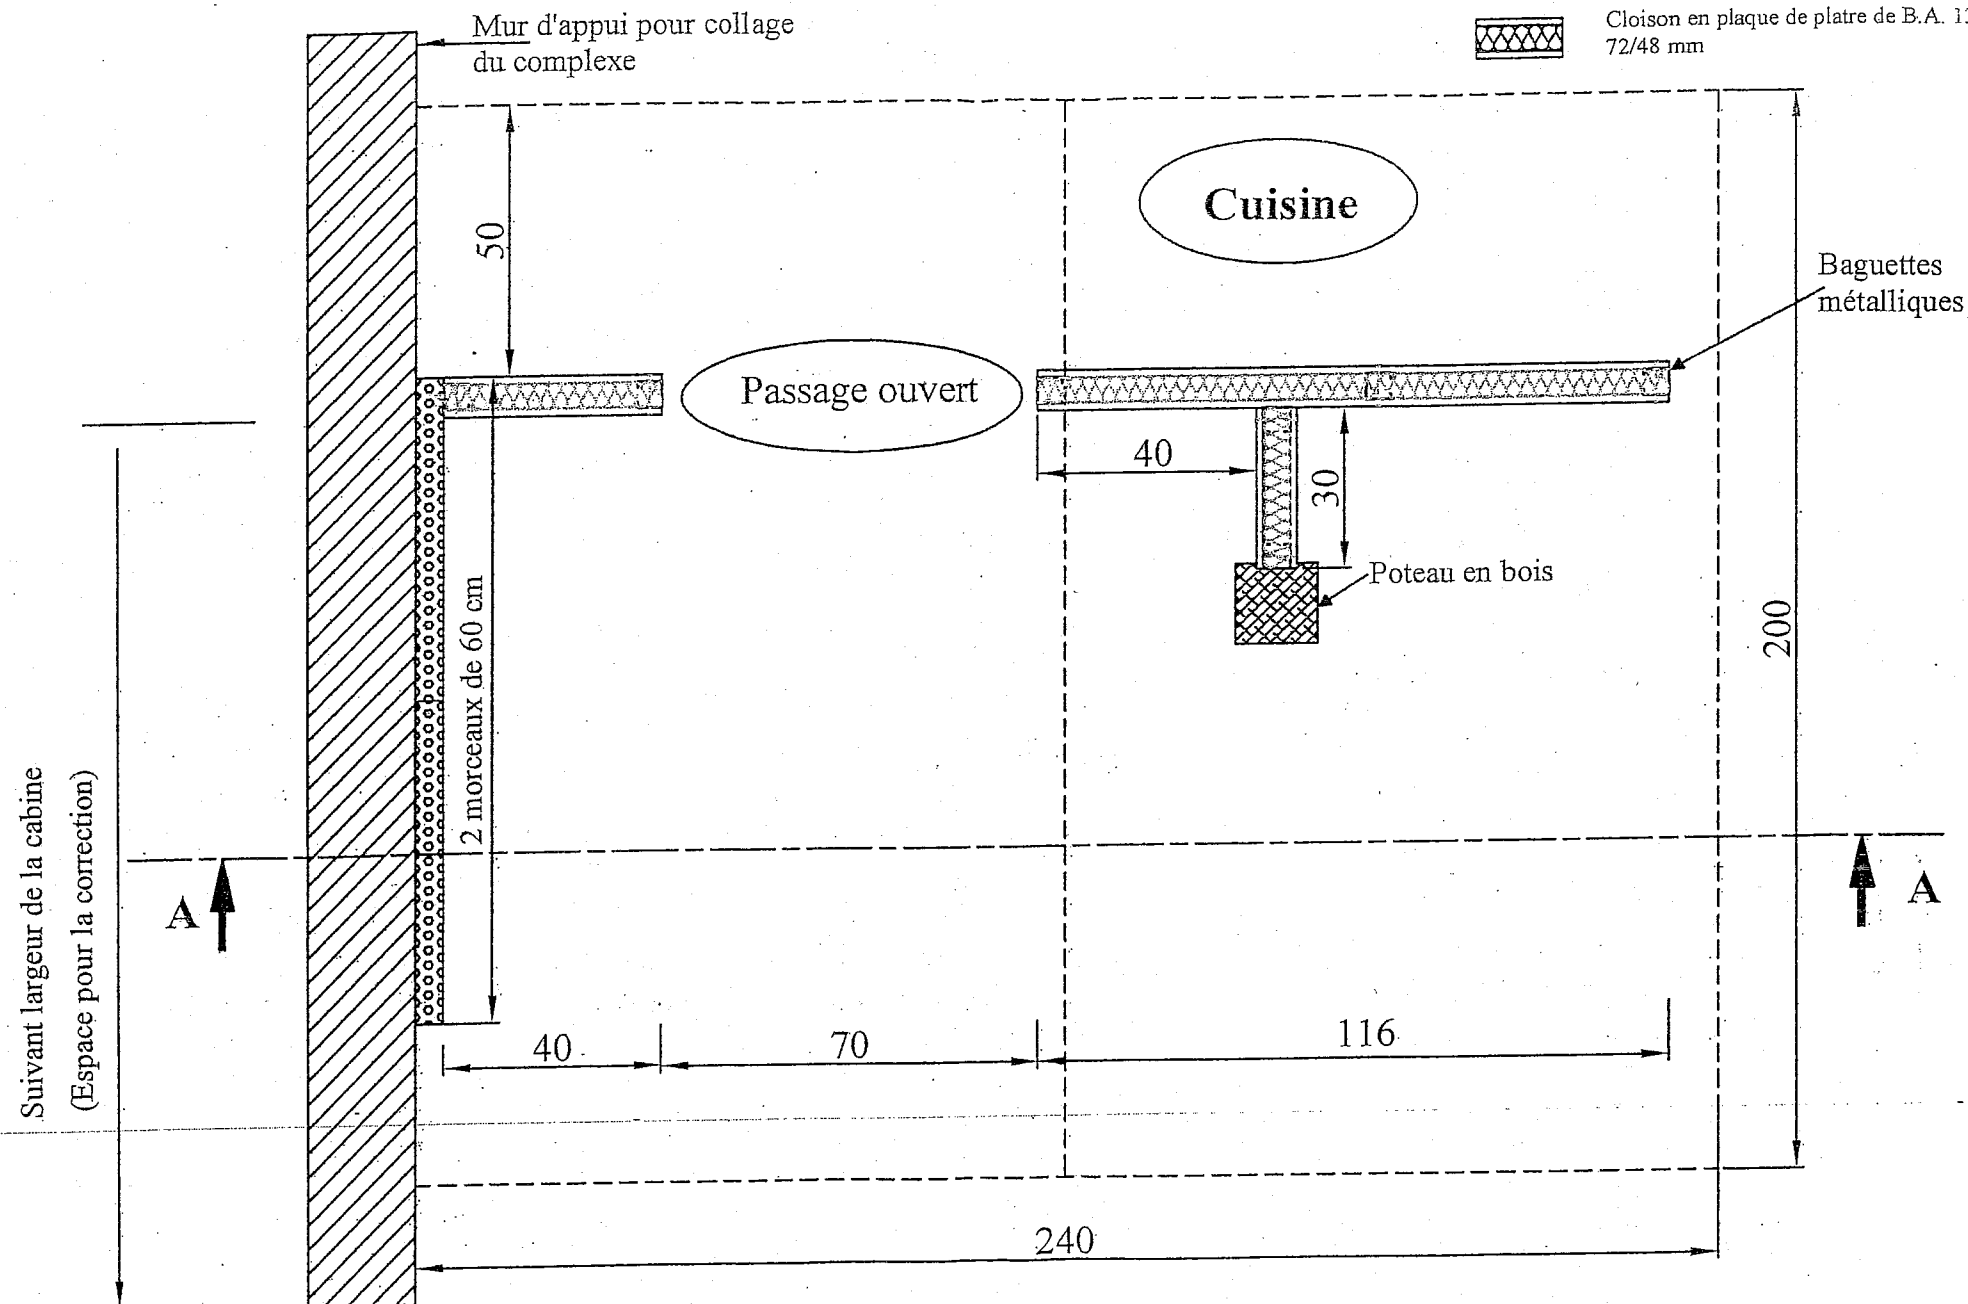 Mur d'appui pour collage
du complexe
Cloison en plaque de platre de B.A.
72/48 mm
Cuisine
50
Baguettes
métalliques
Passage ouvert
40
30
Poteau en bois
2 morceaux de 60 cm
200
Suivant largeur de la cabine
(Espace pour la correction)
A
A
40
70
116
240